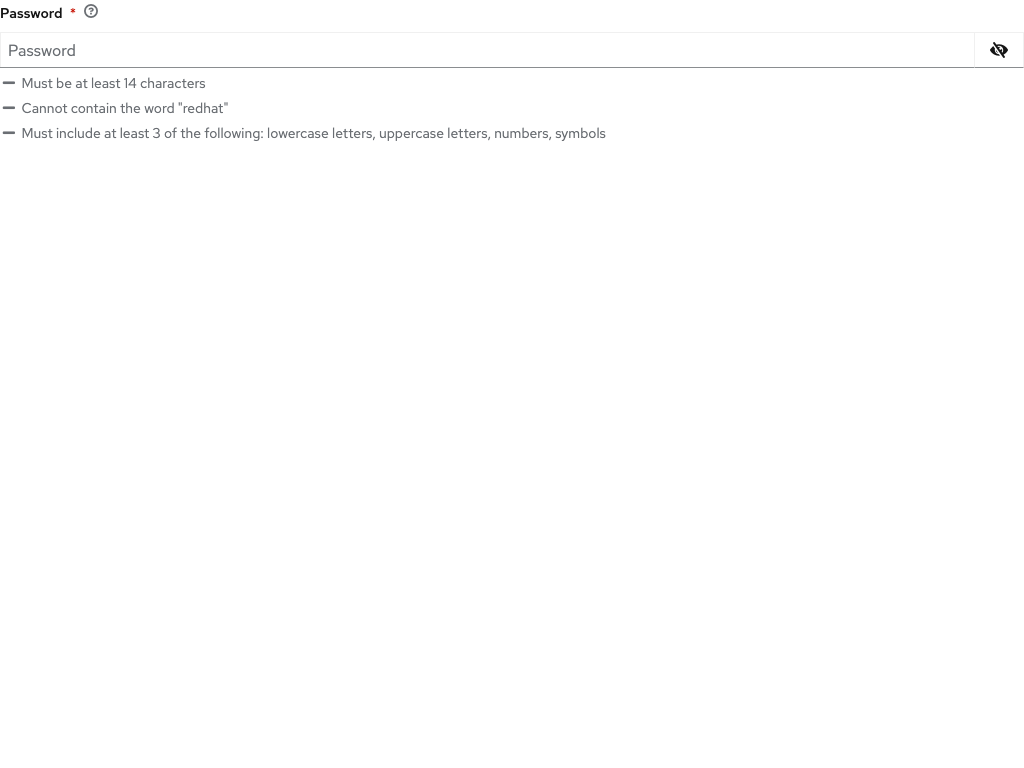 Password *
Password
Must be at least 14 characters
Cannot contain the word "redhat"
Must include at least 3 of the following: lowercase letters, uppercase letters, numbers, symbols